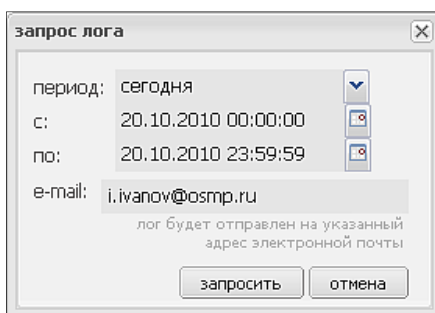 запрос лога
период: сегодня
с: 20.10.2010 00:00:00
по: 20.10.2010 23:59:59
e-mail: i.ivanov@osmp.ru
лог будет отправлен на указанный
адрес электронной почты
запросить отмена